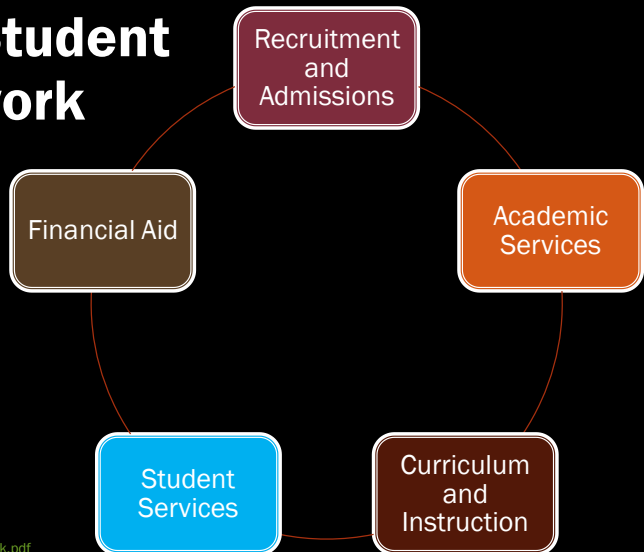 tudent
ork
Recruitment
and
Admissions
Financial Aid
Academic
Services
Student
Services
Curriculum
and
Instruction
k.pdf